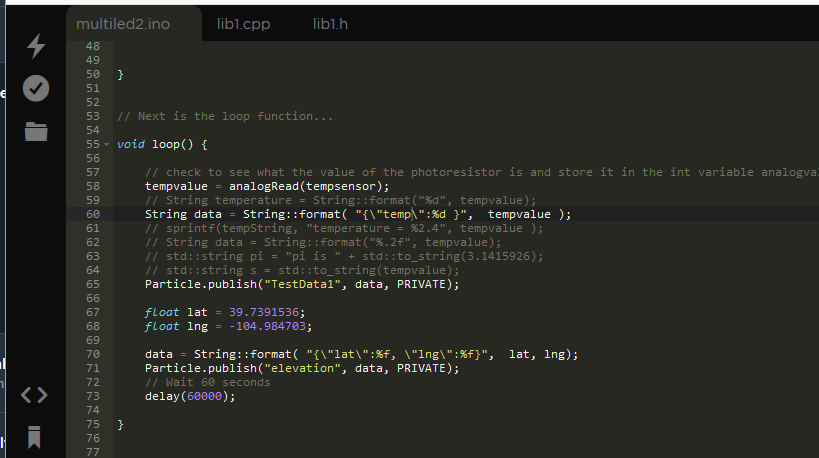 multiled2.ino lib1.cpp lib1.h
48
49
50 }
51
52
53 // Next is the loop function...
54
55 void loop() {
56
57 // check to see what the value of the photoresistor is and store it in the int variable analogva
58 tempvalue = analogRead(tempsensor);
59 // String temperature = String::format("%d", tempvalue);
60 String data = String::format( "{\"temp\":%d }",  tempvalue );
61 // sprintf(tempString, "temperature = %2.4", tempvalue );
62 // String data = String::format("%.2f", tempvalue);
63 // std::string pi = "pi is " + std::to_string(3.1415926);
64 // std::string s = std::to_string(tempvalue);
65 Particle.publish("TestData1", data, PRIVATE);
66
67 float lat = 39.7391536;
68 float lng = -104.984703;
69
70 data = String::format( "{\"lat\":%f, \"lng\":%f}",  lat, lng);
71 Particle.publish("elevation", data, PRIVATE);
72 // Wait 60 seconds
73 delay(60000);
74
75 }
76
77